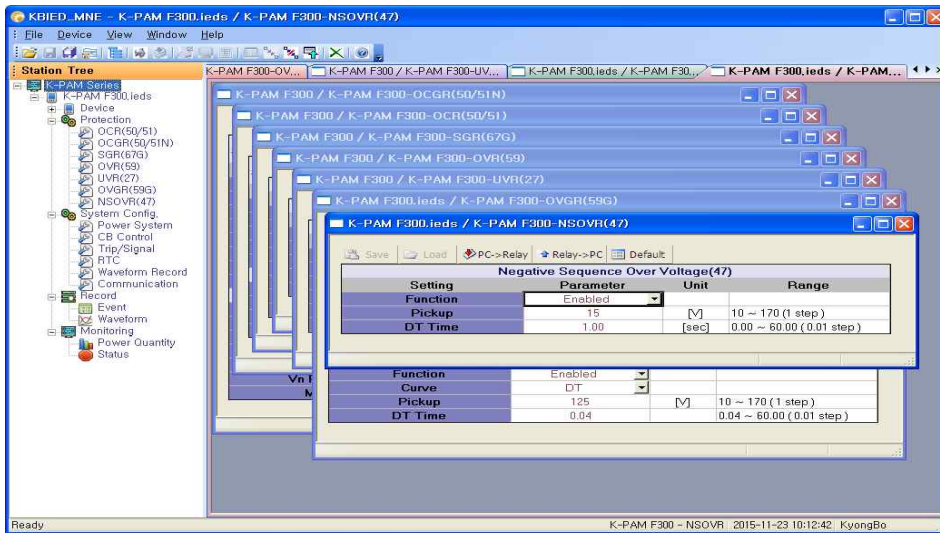 KBIED_MNE - K-PAM F300.ieds / K-PAM F300-NSOVR(47)
File Device View Window Help
Station Tree
K-PAM F300-OV... K-PAM F300 / K-PAM F300-UV... K-PAM F300.ieds / K-PAM F30... K-PAM F300.ieds / K-PAM...
K-PAM Series
K-PAM F300.ieds
Device
Protection
OCR(50/51)
OCGR(50/51N)
SGR(67G)
OVR(59)
UVR(27)
OVGR(59G)
NSOVR(47)
System Config.
Power System
CB Control
Trip/Signal
RTC
Waveform Record
Communication
Record
Event
Waveform
Monitoring
Power Quantity
Status
K-PAM F300 / K-PAM F300-OCGR(50/51N)
K-PAM F300 / K-PAM F300-OCR(50/51)
K-PAM F300 / K-PAM F300-SGR(67G)
K-PAM F300 / K-PAM F300-OVR(59)
K-PAM F300 / K-PAM F300-UVR(27)
K-PAM F300.ieds / K-PAM F300-OVGR(59G)
K-PAM F300.ieds / K-PAM F300-NSOVR(47)
Save Load PC->Relay Relay->PC Default
Negative Sequence Over Voltage(47)
Setting Parameter Unit Range
Function Enabled
Pickup 15 [V] 10 ~ 170 (1 step)
DT Time 1.00 [sec] 0.00 ~ 60.00 ( 0.01 step )
Vn
Function Enabled
Curve DT
Pickup 125 [V] 10 ~ 170 ( 1 step )
DT Time 0.04 0.04 ~ 60.00 ( 0.01 step )
Ready K-PAM F300 - NSOVR 2015-11-23 10:12:42 KyongBo